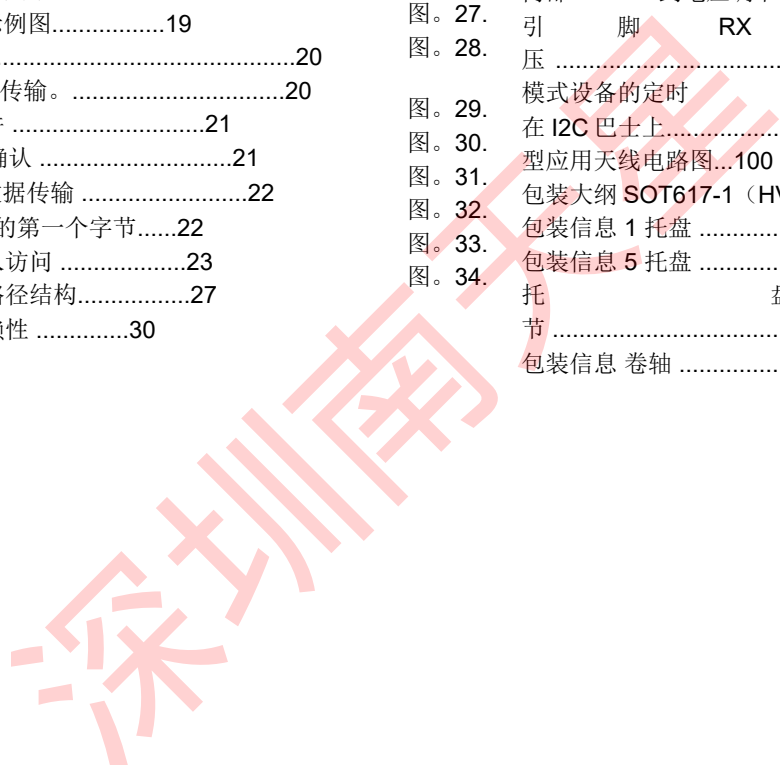 例图.................19
..............................................20
传输。.................................20
..............................21
确认 ..............................21
据传输 ..........................22
的第一个字节......22
访问 ....................23
径结构.................27
性 ..............30
图。27.
图。28.
图。29.
图。30.
图。31.
图。32.
图。33.
图。34.
引 脚 RX
压 ....................................
模式设备的定时
在 I2C 巴士上..................
型应用天线电路图...100
包装大纲 SOT617-1（HV
包装信息 1 托盘 ..............
包装信息 5 托盘 ..............
托 盘
节 ....................................
包装信息 卷轴 ................
深圳南天星